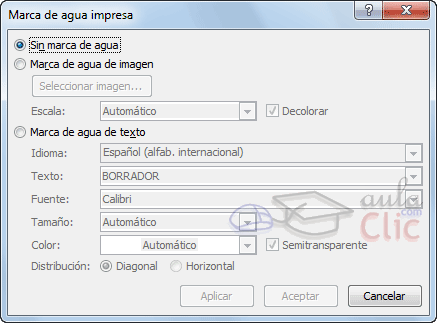 Marca de agua impresa
Sin marca de agua
Marca de agua de imagen
Seleccionar imagen...
Escala: Automático Decolorar
Marca de agua de texto
Idioma: Español (alfab. internacional)
Texto: BORRADOR
Fuente: Calibri
Tamaño: Automático
Color: Automático Semitransparente
Distribución: Diagonal Horizontal
Aplicar Aceptar Cancelar
aula
.com
Clic